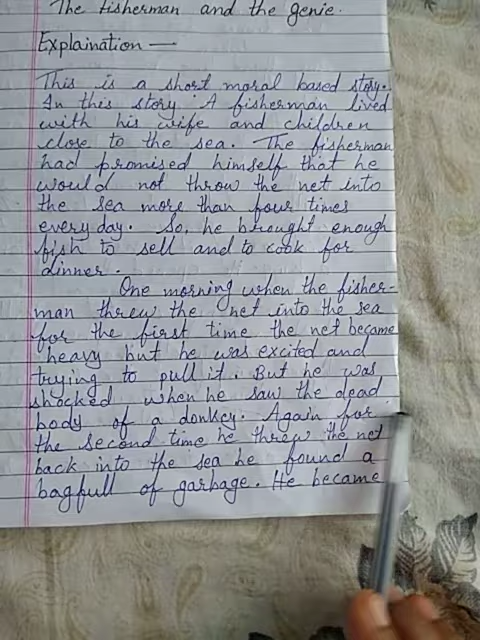 The fisherman and the genie.
Explaination —
This is a short moral based story.
In this story A fisherman lived
with his wife and children
close to the sea. The fisherman
had promised himself that he
would not throw the net into
the sea more than four times
everyday. So, he brought enough
fish to sell and to cook for
dinner.
One morning when the fisher-
man threw the net into the sea
for the first time the net became
heavy but he was excited and
trying to pull it. But he was
shocked when he saw the dead
body of a donkey. Again for
the second time he threw the net
back into the sea he found a
bagfull of garbage. He became